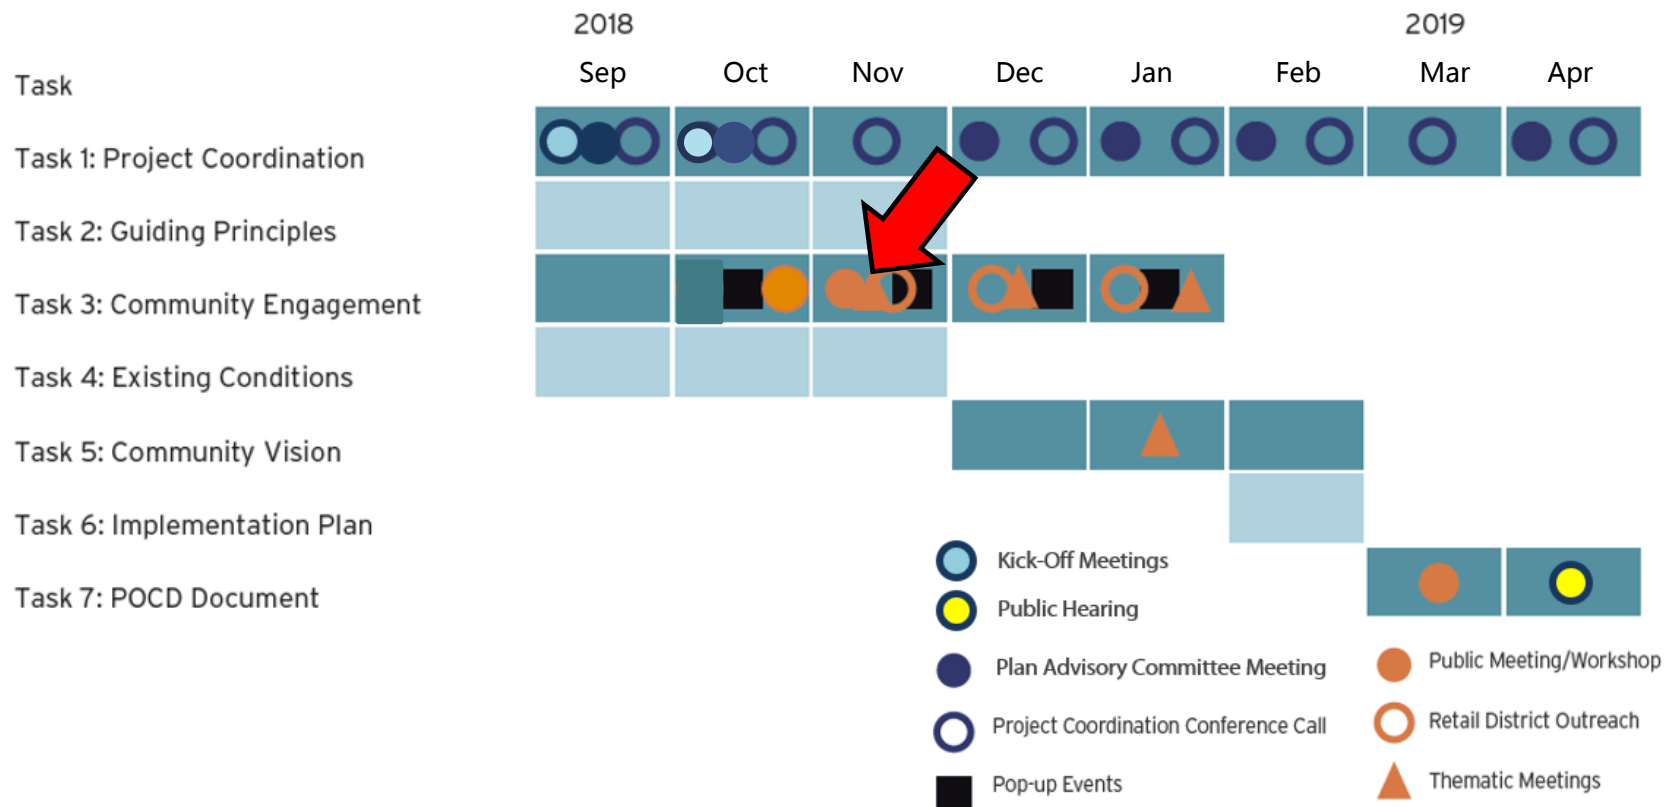 2018 2019
Task Sep Oct Nov Dec Jan Feb Mar Apr
Task 1: Project Coordination
Task 2: Guiding Principles
Task 3: Community Engagement
Task 4: Existing Conditions
Task 5: Community Vision
Task 6: Implementation Plan
Task 7: POCD Document
Kick-Off Meetings
Public Hearing
Plan Advisory Committee Meeting
Project Coordination Conference Call
Pop-up Events
Public Meeting/Workshop
Retail District Outreach
Thematic Meetings